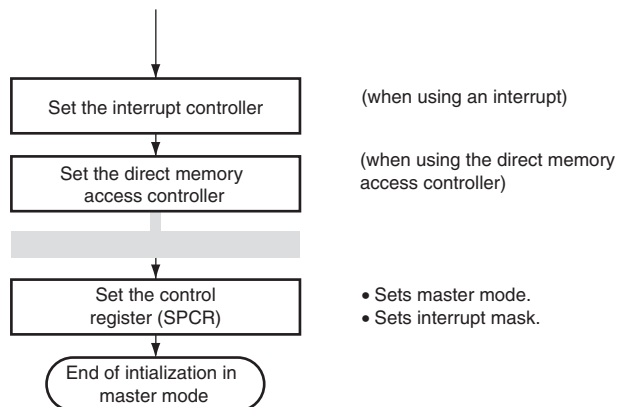 Set the interrupt controller
(when using an interrupt)
Set the direct memory
access controller
(when using the direct memory
access controller)
Set the control
register (SPCR)
• Sets master mode.
• Sets interrupt mask.
End of intialization in
master mode